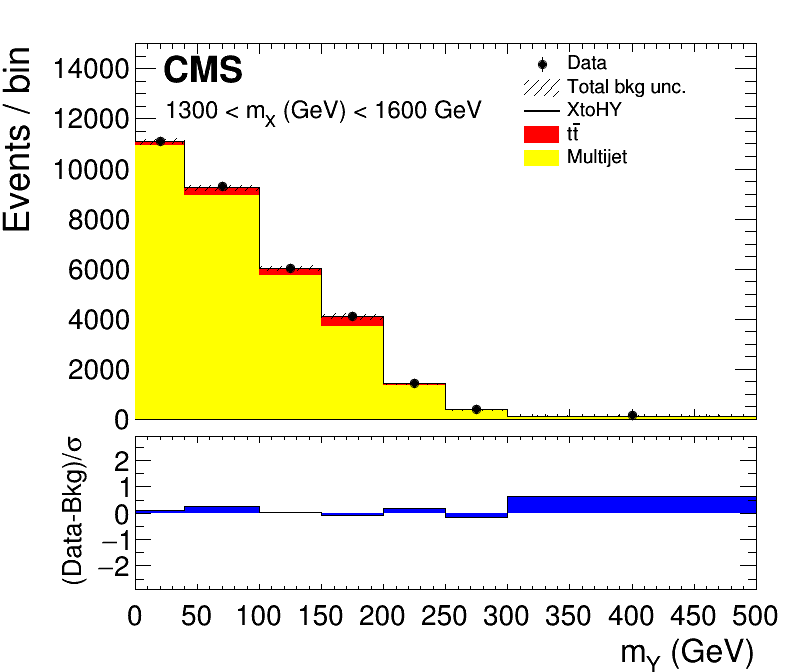 Events / bin
14000
12000
10000
8000
6000
4000
2000
0
CMS
1300 < m_X (GeV) < 1600 GeV
Data
Total bkg unc.
XtoHY
tt̄
Multijet
(Data-Bkg)/σ
2
1
0
−1
−2
0 50 100 150 200 250 300 350 400 450 500
m_Y (GeV)